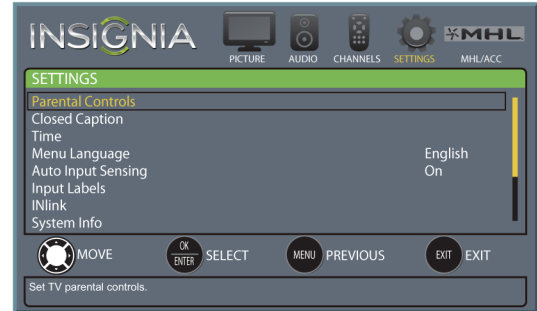 INSIGNIA
MHL
PICTURE AUDIO CHANNELS SETTINGS MHL/ACC
SETTINGS
Parental Controls
Closed Caption
Time
Menu Language English
Auto Input Sensing On
Input Labels
INlink
System Info
MOVE OK ENTER SELECT MENU PREVIOUS EXIT EXIT
Set TV parental controls.